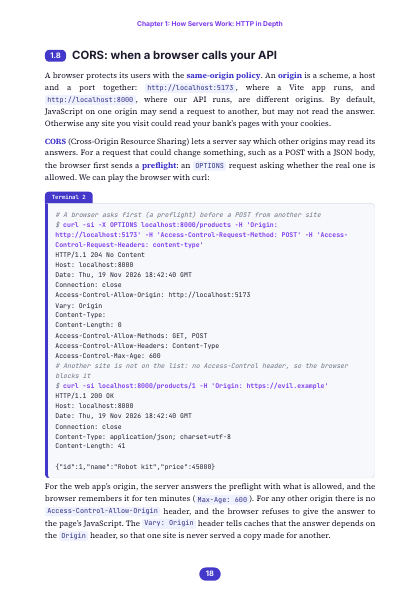 Chapter 1: How Servers Work: HTTP in Depth
1.8 CORS: when a browser calls your API
A browser protects its users with the same-origin policy. An origin is a scheme, a host
and a port together: http://localhost:5173, where a Vite app runs, and
http://localhost:8000, where our API runs, are different origins. By default,
JavaScript on one origin may send a request to another, but may not read the answer.
Otherwise any site you visit could read your bank's pages with your cookies.
CORS (Cross-Origin Resource Sharing) lets a server say which other origins may read its
answers. For a request that could change something, such as a POST with a JSON body,
the browser first sends a preflight: an OPTIONS request asking whether the real one is
allowed. We can play the browser with curl:
Terminal 2
# A browser asks first (a preflight) before a POST from another site
$ curl -si -X OPTIONS localhost:8000/products -H 'Origin:
http://localhost:5173' -H 'Access-Control-Request-Method: POST' -H 'Access-
Control-Request-Headers: content-type'
HTTP/1.1 204 No Content
Host: localhost:8000
Date: Thu, 19 Nov 2026 18:42:40 GMT
Connection: close
Access-Control-Allow-Origin: http://localhost:5173
Vary: Origin
Content-Type:
Content-Length: 0
Access-Control-Allow-Methods: GET, POST
Access-Control-Allow-Headers: Content-Type
Access-Control-Max-Age: 600
# Another site is not on the list: no Access-Control header, so the browser
blocks it
$ curl -si localhost:8000/products/1 -H 'Origin: https://evil.example'
HTTP/1.1 200 OK
Host: localhost:8000
Date: Thu, 19 Nov 2026 18:42:40 GMT
Connection: close
Content-Type: application/json; charset=utf-8
Content-Length: 41
{"id":1,"name":"Robot kit","price":45000}
For the web app's origin, the server answers the preflight with what is allowed, and the
browser remembers it for ten minutes (Max-Age: 600). For any other origin there is no
Access-Control-Allow-Origin header, and the browser refuses to give the answer to
the page's JavaScript. The Vary: Origin header tells caches that the answer depends on
the Origin header, so that one site is never served a copy made for another.
18